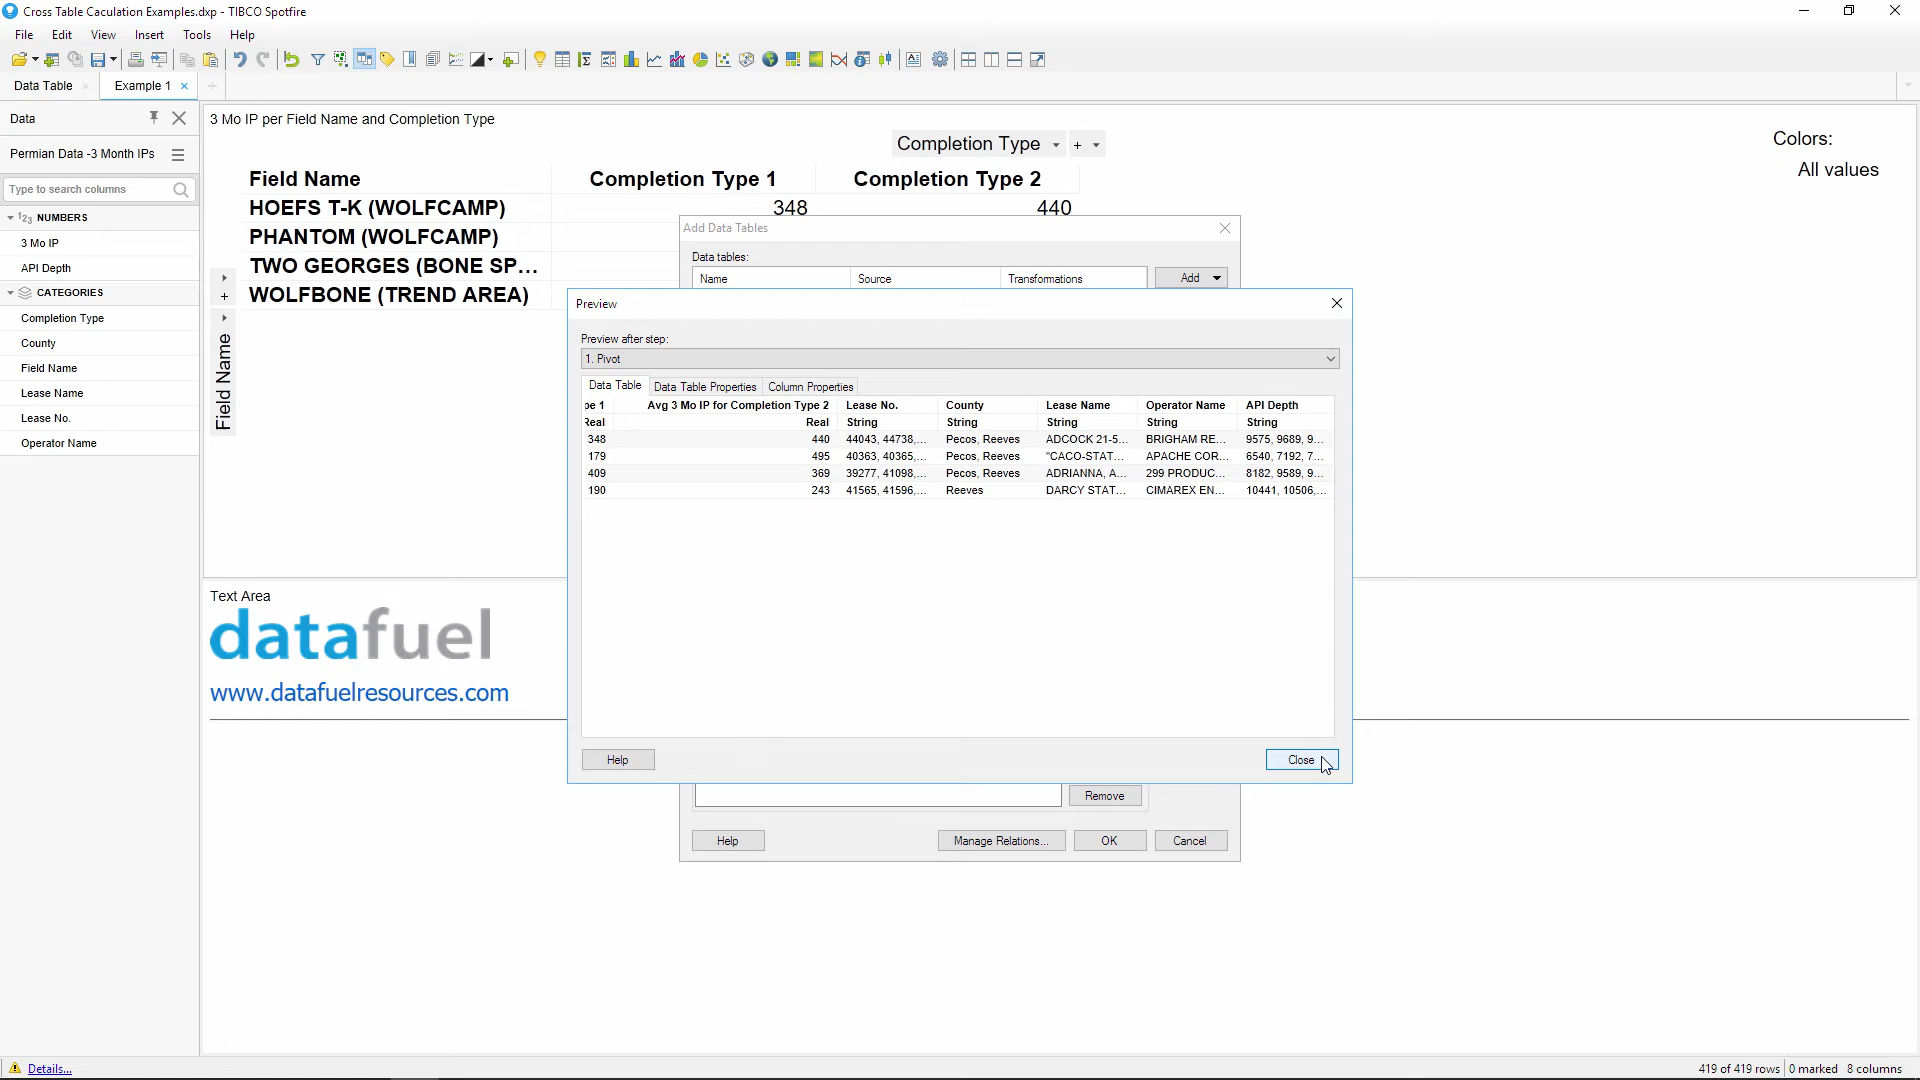 Cross Table Caculation Examples.dxp - TIBCO Spotfire
File Edit View Insert Tools Help
Data Table Example 1
Data
3 Mo IP per Field Name and Completion Type
Completion Type +
Colors:
All values
Permian Data -3 Month IPs
Type to search columns
NUMBERS
3 Mo IP
API Depth
CATEGORIES
Completion Type
County
Field Name
Lease Name
Lease No.
Operator Name
Field Name Completion Type 1 Completion Type 2
HOEFS T-K (WOLFCAMP) 348 440
PHANTOM (WOLFCAMP)
TWO GEORGES (BONE SP...
WOLFBONE (TREND AREA)
+
Field Name
Add Data Tables
Data tables:
Name Source Transformations Add
Preview
Preview after step:
1. Pivot
Data Table Data Table Properties Column Properties
pe 1 Avg 3 Mo IP for Completion Type 2 Lease No. County Lease Name Operator Name API Depth
Real Real String String String String String
348 440 44043, 44738,... Pecos, Reeves ADCOCK 21-5... BRIGHAM RE... 9575, 9689, 9...
179 495 40363, 40365,... Pecos, Reeves "CACO-STAT... APACHE COR... 6540, 7192, 7...
409 369 39277, 41098,... Pecos, Reeves ADRIANNA, A... 299 PRODUC... 8182, 9589, 9...
190 243 41565, 41596,... Reeves DARCY STAT... CIMAREX EN... 10441, 10506,...
Help Close
Remove
Help Manage Relations... OK Cancel
Text Area
datafuel
www.datafuelresources.com
Details...
419 of 419 rows 0 marked 8 columns